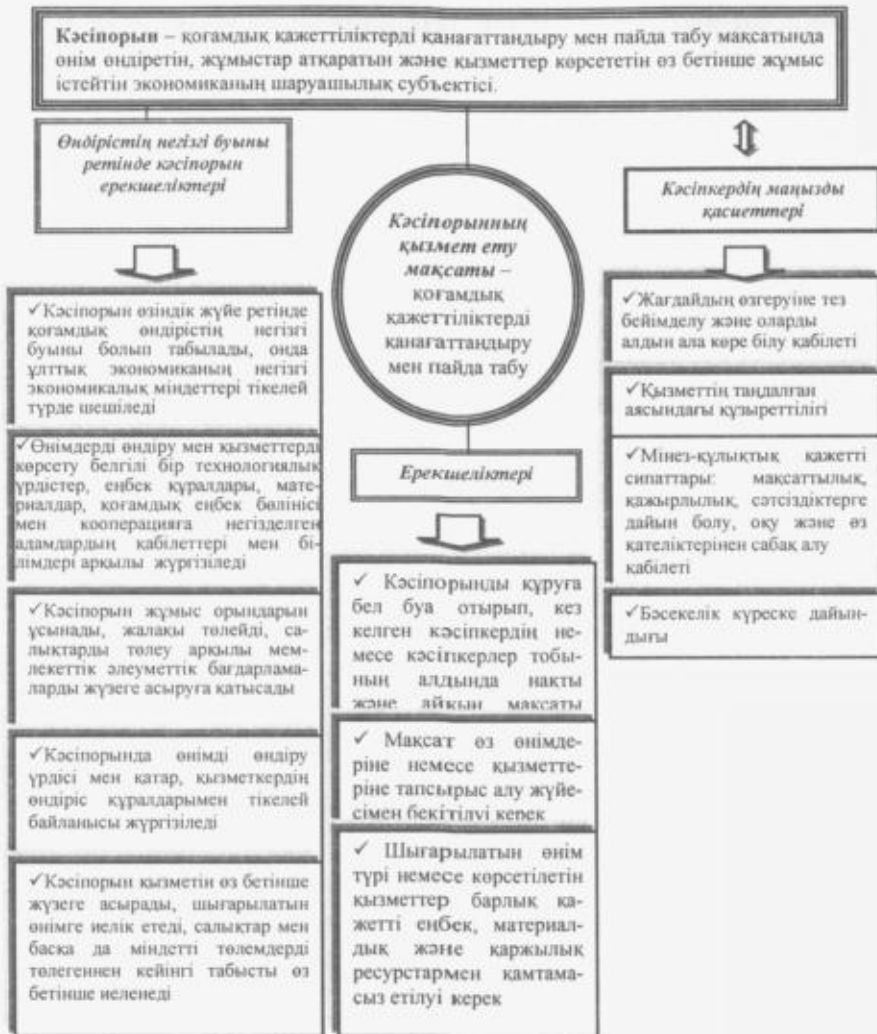 Кәсіпорын – қоғамдық қажеттіліктерді қанағаттандыру мен пайда табу мақсатында
өнім өндіретін, жұмыстар атқаратын және қызметтер көрсететін өз бетінше жұмыс
істейтін экономиканың шаруашылық субъектісі.
Өндірістің негізгі буыны
ретінде кәсіпорын
ерекшеліктері
✓Кәсіпорын өзіндік жүйе ретінде
қоғамдық өндірістің негізгі
буыны болып табылады, онда
ұлттық экономиканың негізгі
экономикалық міндеттері тікелей
түрде шешіледі
✓Өнімдерді өндіру мен қызметтерді
көрсету белгілі бір технологиялық
үрдістер, еңбек құралдары, мате-
риалдар, қоғамдық еңбек бөлінісі
мен кооперацияға негізделген
адамдардың қабілеттері мен бі-
лімдері арқылы жүргізіледі
✓Кәсіпорын жұмыс орындарын
ұсынады, жалақы төлейді, са-
лықтарды төлеу арқылы мем-
лекеттік әлеуметтік бағдарлама-
ларды жүзеге асыруға қатысады
✓Кәсіпорында өнімді өндіру
үрдісі мен қатар, қызметкердің
өндіріс құралдарымен тікелей
байланысы жүргізіледі
✓Кәсіпорын қызметін өз бетінше
жүзеге асырады, шығарылатын
өнімге иелік етеді, салықтар мен
басқа да міндетті төлемдерді
төлегеннен кейінгі табысты өз
бетінше иеленеді
Кәсіпорынның
қызмет ету
мақсаты –
қоғамдық
қажеттіліктерді
қанағаттандыру
мен пайда табу
Ерекшеліктері
✓ Кәсіпорынды құруға
бел буа отырып, кез
келген кәсіпкердің не-
месе кәсіпкерлер тобы-
ның алдында нақты
және айқын мақсаты
✓ Мақсат өз өнімде-
ріне немесе қызметте-
ріне тапсырыс алу жүйе-
сімен бекітілуі керек
✓ Шығарылатын өнім
түрі немесе көрсетілетін
қызметтер барлық қа-
жетті еңбек, материал-
дық және қаржылық
ресурстармен қамтама-
сыз етілуі керек
Кәсіпкердің маңызды
қасиеттері
✓Жағдайдың өзгеруіне тез
бейімделу және оларды
алдын ала көре білу қабілеті
✓Қызметтің таңдалған
аясындағы құзыреттілігі
✓Мінез-құлықтық қажетті
сипаттары: мақсаттылық,
қажырлылық, сәтсіздіктерге
дайын болу, оқу және өз
қателіктерінен сабақ алу
қабілеті
✓Бәсекелік күреске дайын-
дығы